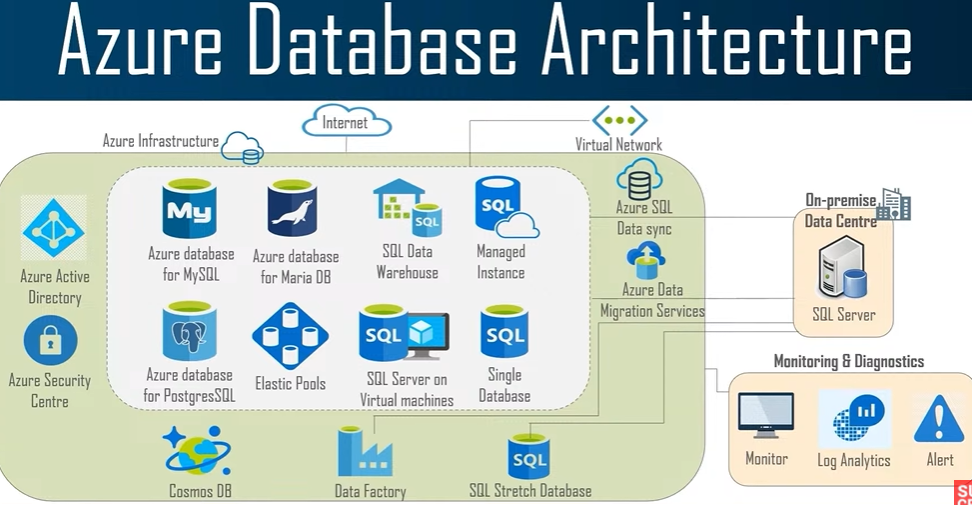 Azure Database Architecture
Internet
Azure Infrastructure
Virtual Network
My
SQL
SQL
Azure SQL
Data sync
On-premise
Data Centre
Azure database
for MySQL
Azure database
for Maria DB
SQL Data
Warehouse
Managed
Instance
Azure Active
Directory
Azure Data
Migration Services
SQL Server
SQL
SQL
Azure Security
Centre
Azure database
for PostgresSQL
Elastic Pools
SQL Server on
Virtual machines
Single
Database
Monitoring & Diagnostics
SQL
Cosmos DB
Data Factory
SQL Stretch Database
Monitor
Log Analytics
Alert